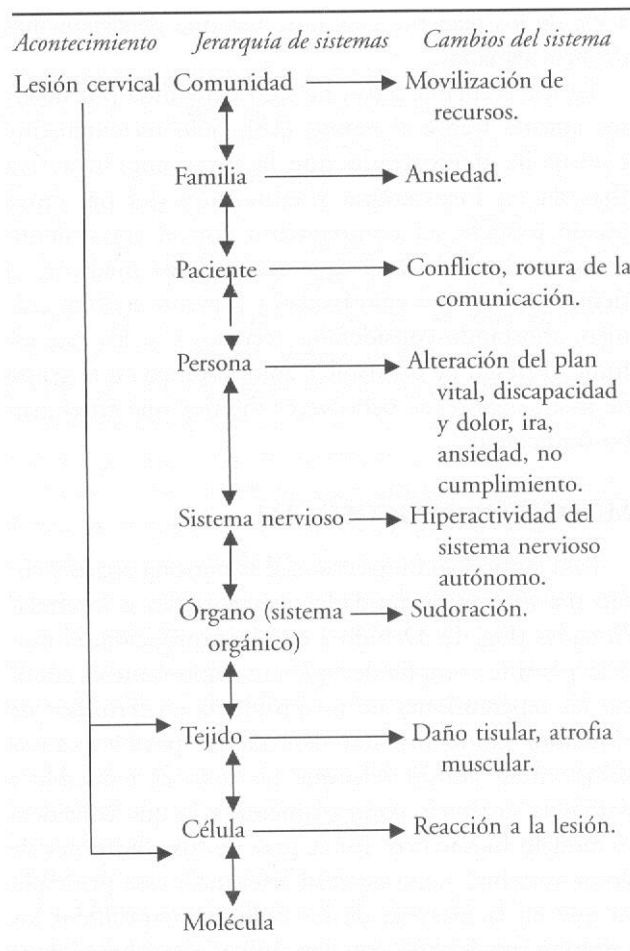 Acontecimiento Jerarquía de sistemas Cambios del sistema
Lesión cervical Comunidad Movilización de
recursos.
Familia Ansiedad.
Paciente Conflicto, rotura de la
comunicación.
Persona Alteración del plan
vital, discapacidad
y dolor, ira,
ansiedad, no
cumplimiento.
Sistema nervioso Hiperactividad del
sistema nervioso
autónomo.
Órgano (sistema Sudoración.
orgánico)
Tejido Daño tisular, atrofia
muscular.
Célula Reacción a la lesión.
Molécula